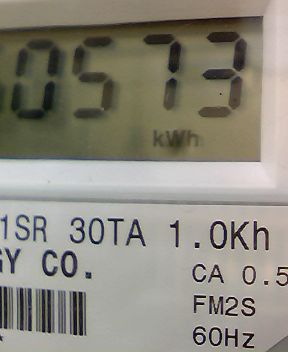 0573
kWh
1SR 30TA 1.0Kh
GY CO.
CA 0.5
FM2S
60Hz